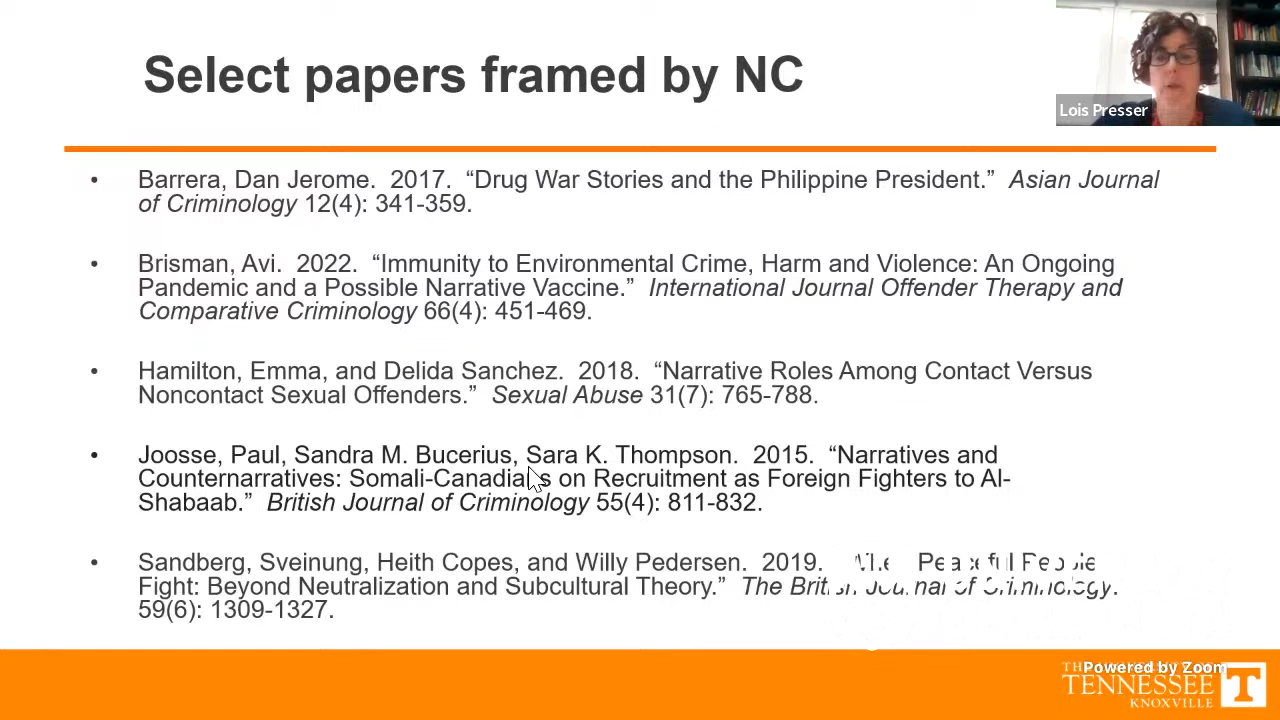 Select papers framed by NC
Lois Presser
• Barrera, Dan Jerome. 2017. “Drug War Stories and the Philippine President.” Asian Journal
of Criminology 12(4): 341-359.
• Brisman, Avi. 2022. “Immunity to Environmental Crime, Harm and Violence: An Ongoing
Pandemic and a Possible Narrative Vaccine.” International Journal Offender Therapy and
Comparative Criminology 66(4): 451-469.
• Hamilton, Emma, and Delida Sanchez. 2018. “Narrative Roles Among Contact Versus
Noncontact Sexual Offenders.” Sexual Abuse 31(7): 765-788.
• Joosse, Paul, Sandra M. Bucerius, Sara K. Thompson. 2015. “Narratives and
Counternarratives: Somali-Canadians on Recruitment as Foreign Fighters to Al-
Shabaab.” British Journal of Criminology 55(4): 811-832.
• Sandberg, Sveinung, Heith Copes, and Willy Pedersen. 2019. Peaceful People
Fight: Beyond Neutralization and Subcultural Theory.” The British Journal of Criminology.
59(6): 1309-1327.
Powered by Zoom
TENNESSEE
KNOXVILLE
T